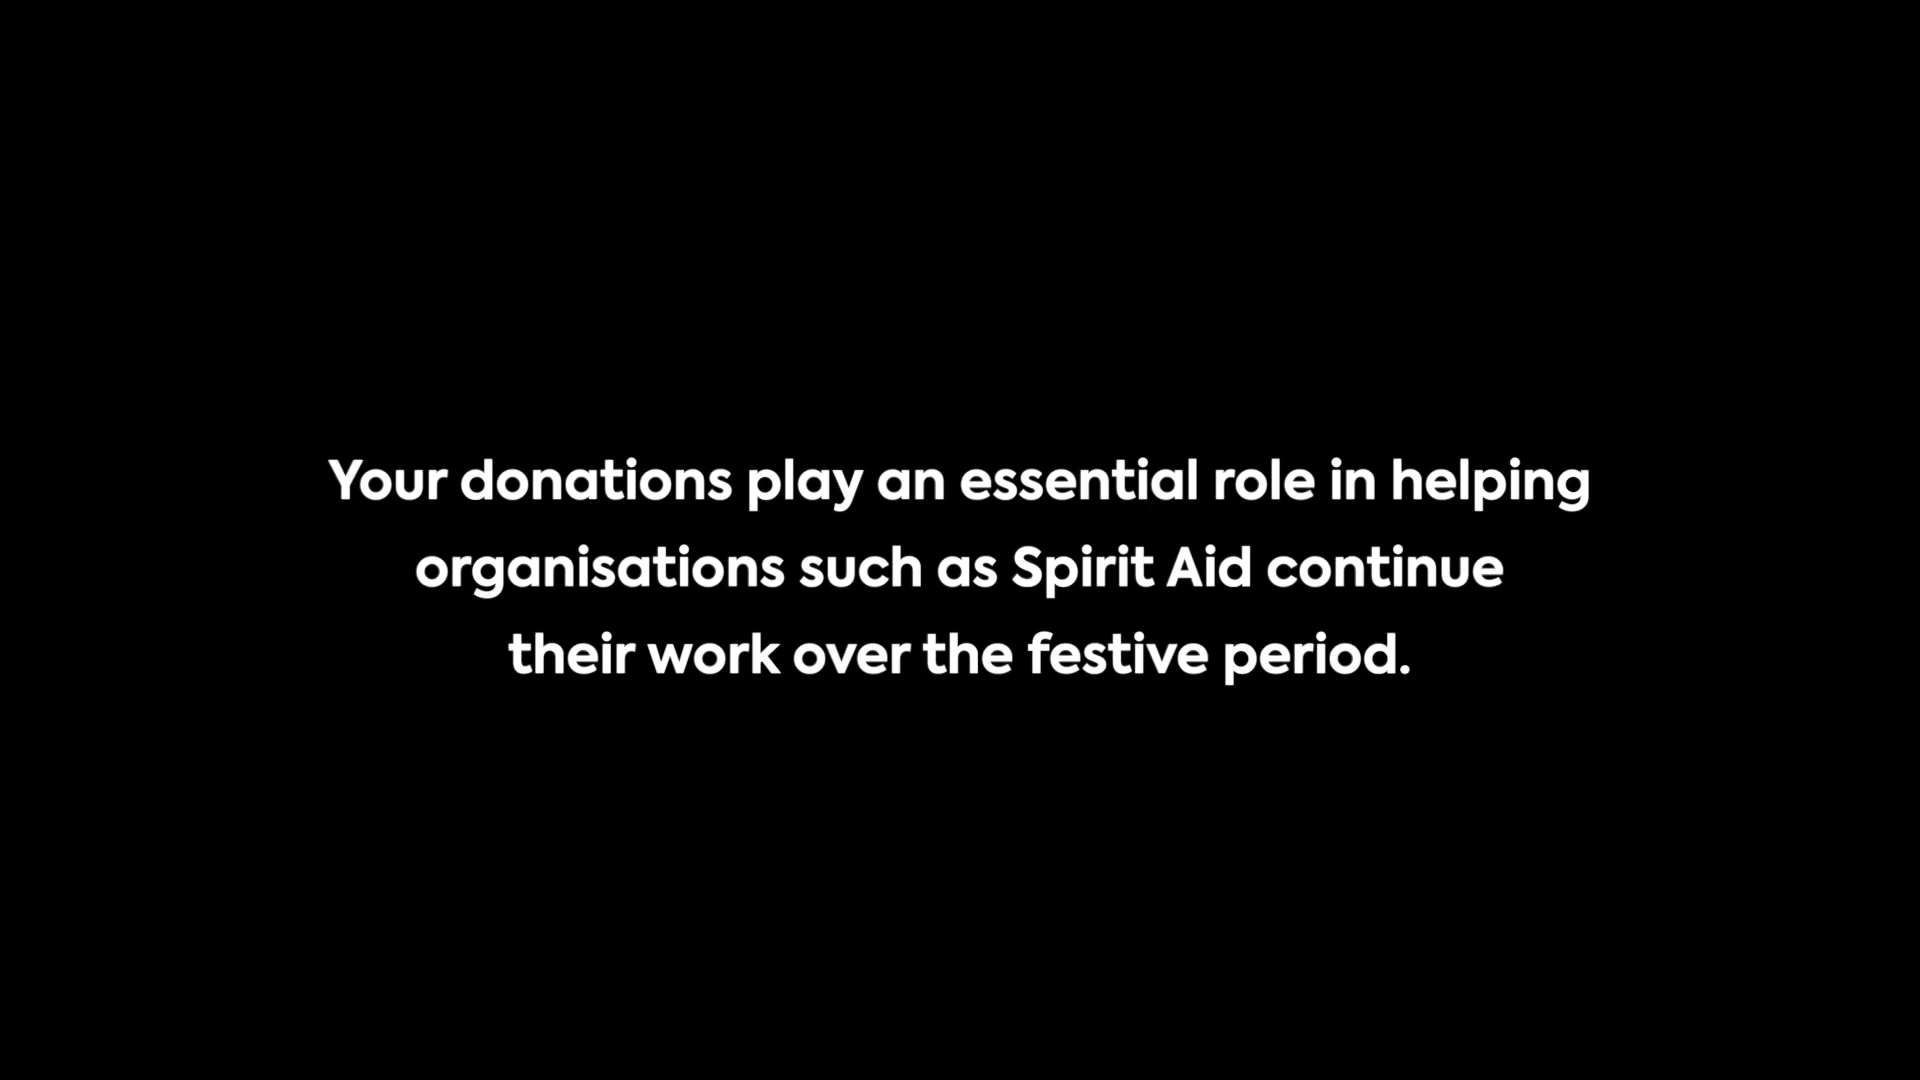 Your donations play an essential role in helping
organisations such as Spirit Aid continue
their work over the festive period.